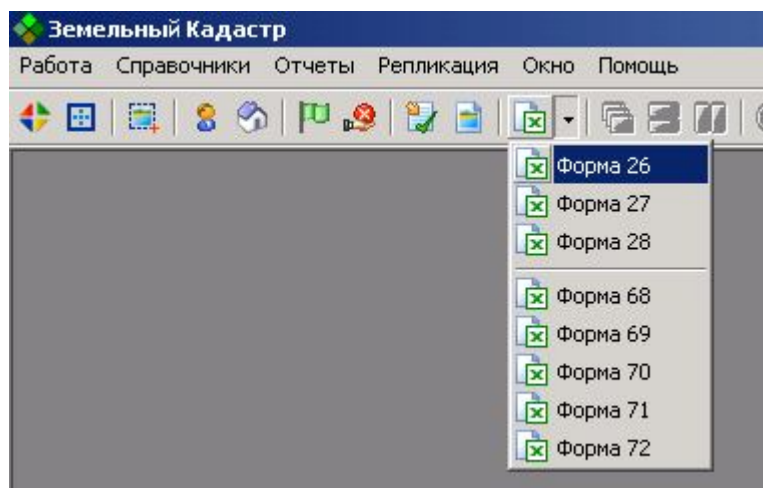 Земельный Кадастр
Работа Справочники Отчеты Репликация Окно Помощь
Форма 26
Форма 27
Форма 28
Форма 68
Форма 69
Форма 70
Форма 71
Форма 72